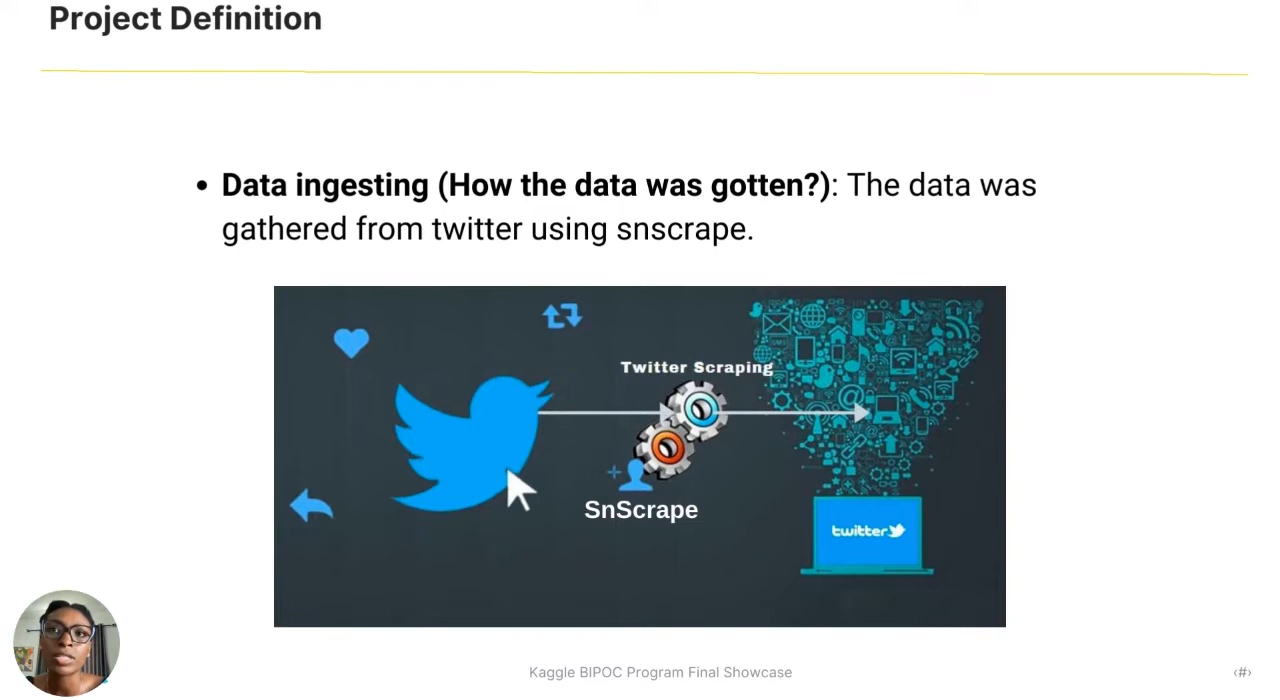 Project Definition
• Data ingesting (How the data was gotten?): The data was
gathered from twitter using snscrape.
Twitter Scraping
SnScrape
twitter
Kaggle BIPOC Program Final Showcase
‹#›